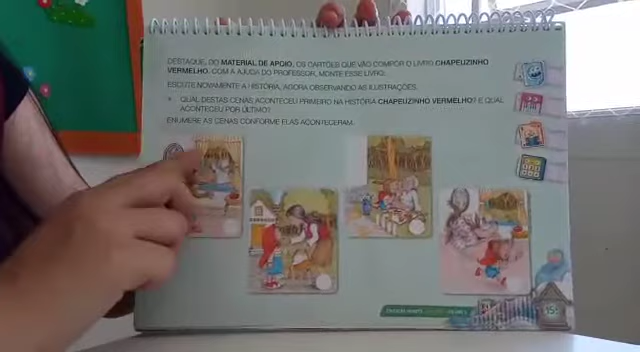 DESTAQUE, DO MATERIAL DE APOIO, OS CARTÕES QUE VÃO COMPOR O LIVRO CHAPEUZINHO
VERMELHO. COM A AJUDA DO PROFESSOR, MONTE ESSE LIVRO.
ESCUTE NOVAMENTE A HISTÓRIA, AGORA OBSERVANDO AS ILUSTRAÇÕES.
• QUAL DESTAS CENAS ACONTECEU PRIMEIRO NA HISTÓRIA CHAPEUZINHO VERMELHO? E QUAL
ACONTECEU POR ÚLTIMO?
ENUMERE AS CENAS CONFORME ELAS ACONTECERAM.